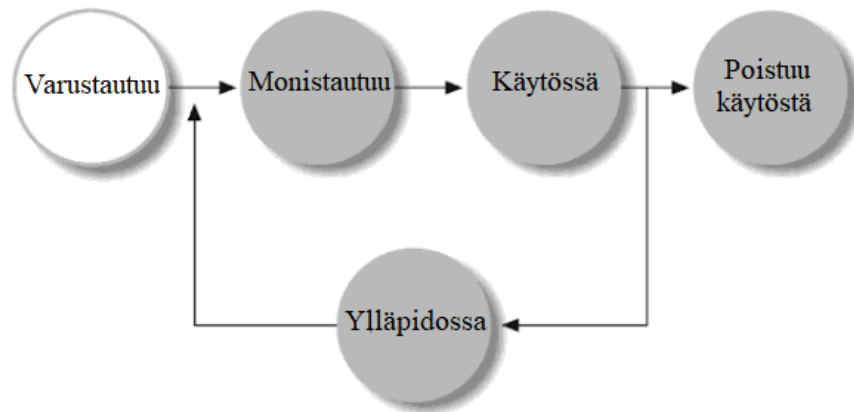 Varustautuu
Monistautuu
Käytössä
Poistuu
käytöstä
Ylläpidossa